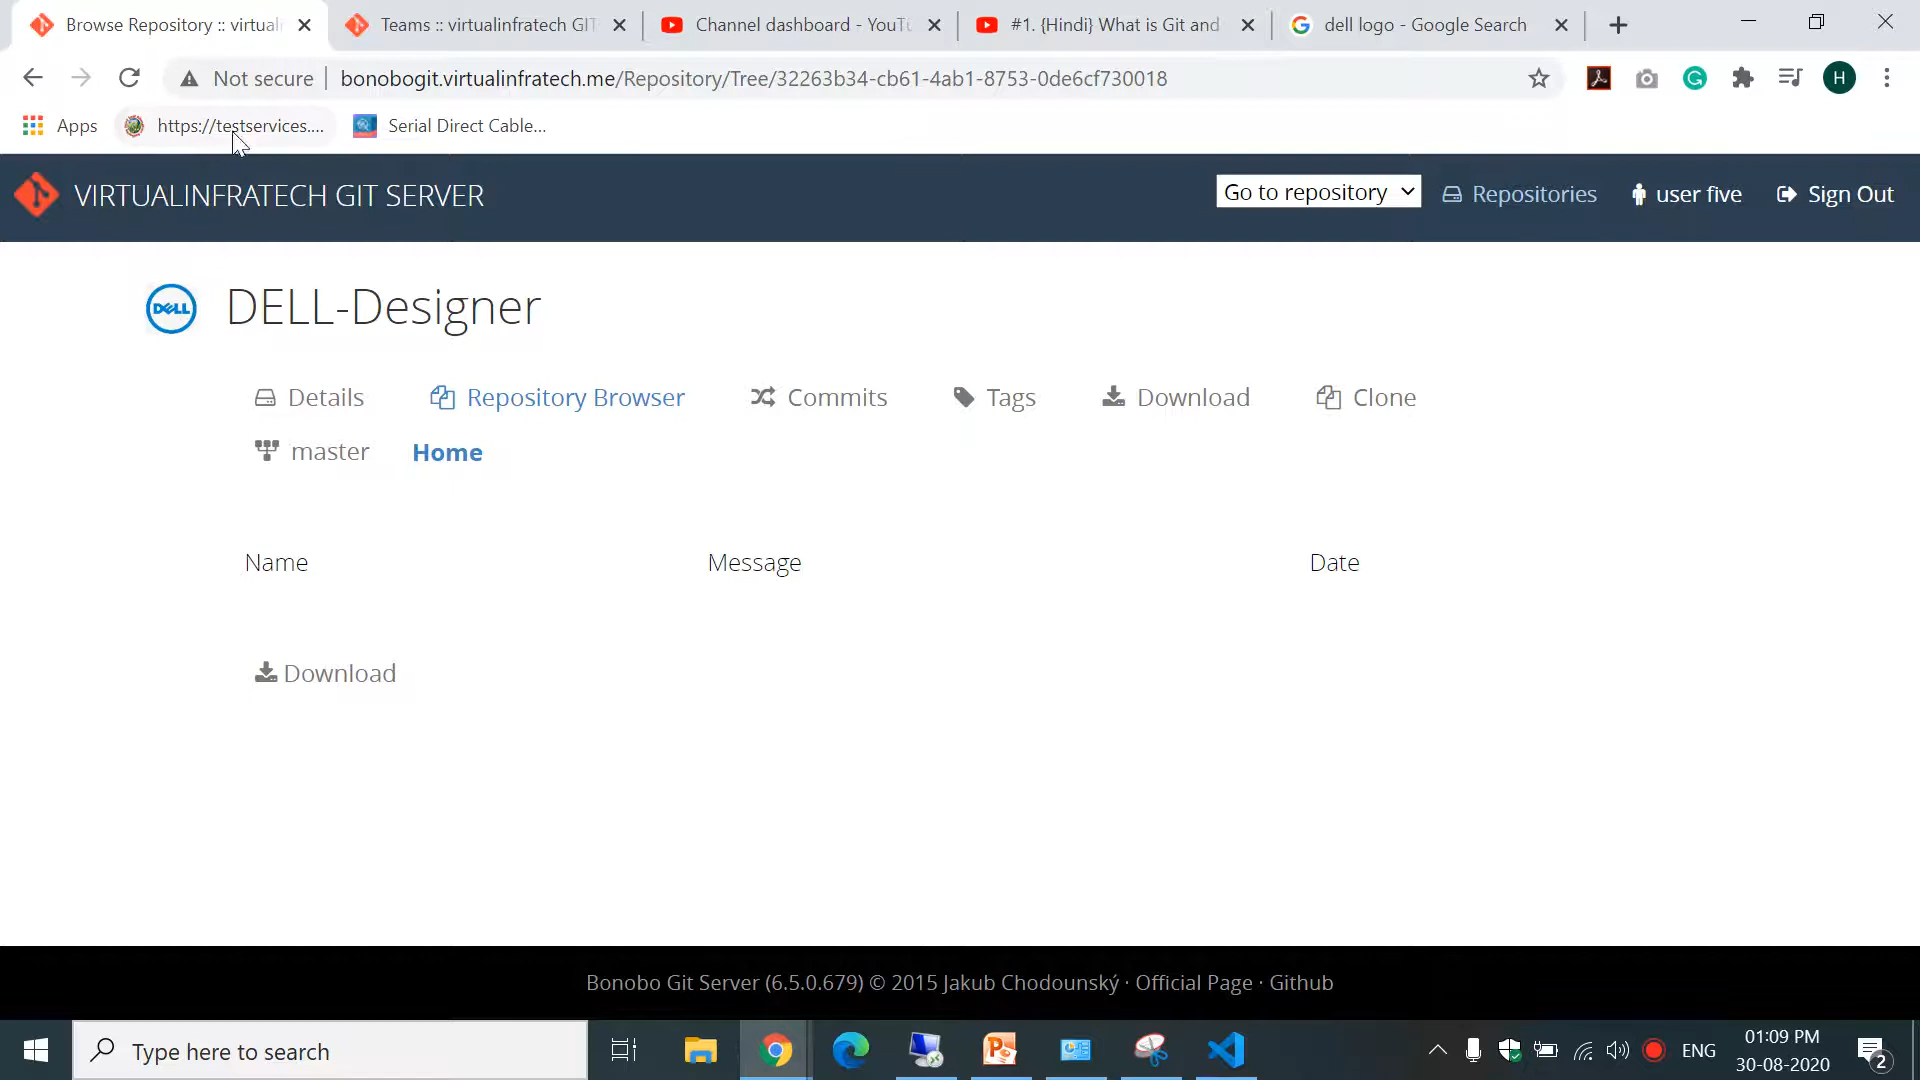 Browse Repository :: virtual
Teams :: virtualinfratech GIT
Channel dashboard - YouTu
#1. {Hindi} What is Git and
dell logo - Google Search
Not secure
bonobogit.virtualinfratech.me/Repository/Tree/32263b34-cb61-4ab1-8753-0de6cf730018
H
Apps
https://testservices....
Serial Direct Cable...
VIRTUALINFRATECH GIT SERVER
Go to repository
Repositories
user five
Sign Out
DELL
DELL-Designer
Details
Repository Browser
Commits
Tags
Download
Clone
master
Home
Name
Message
Date
Download
Bonobo Git Server (6.5.0.679) © 2015 Jakub Chodounský · Official Page · Github
Type here to search
ENG
01:09 PM
30-08-2020
2